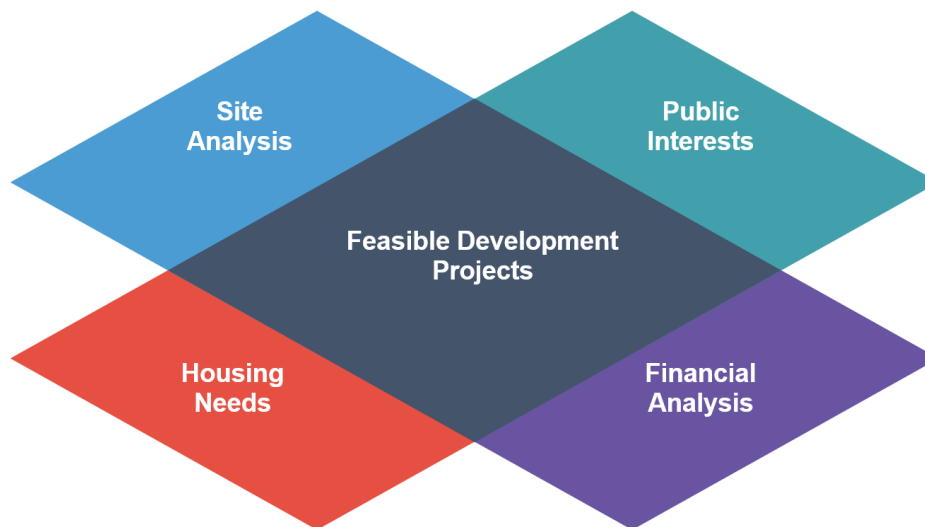 Site
Analysis
Public
Interests
Feasible Development
Projects
Housing
Needs
Financial
Analysis